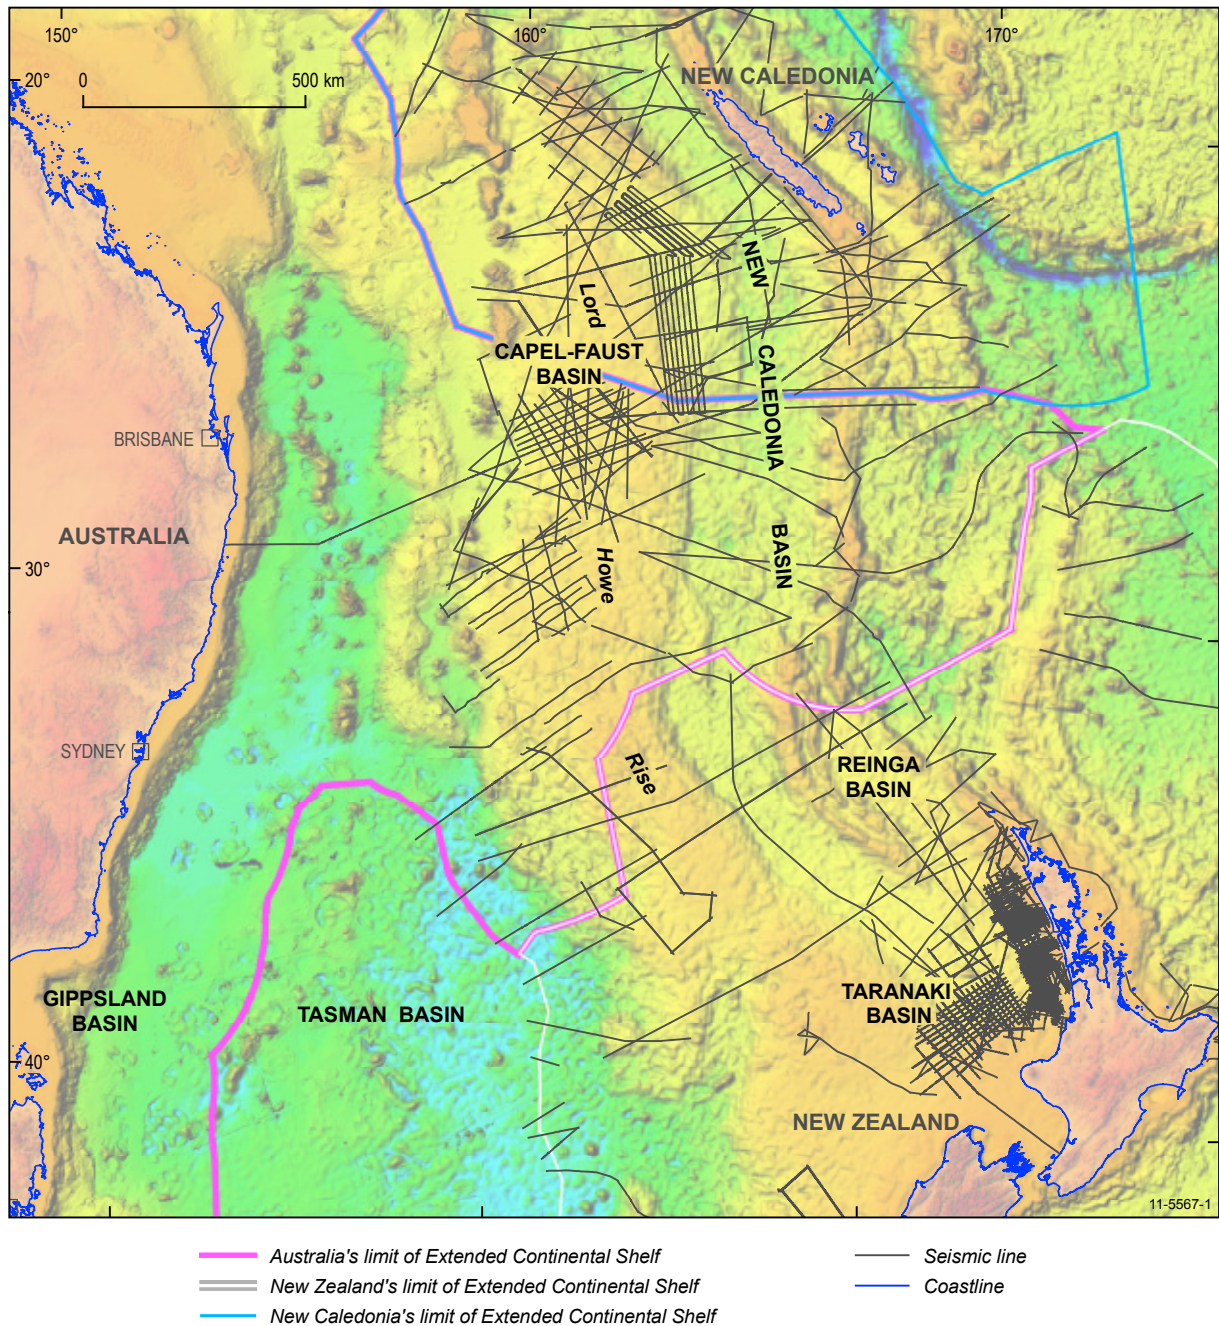 150°
160°
170°
20°
0
500 km
NEW CALEDONIA
NEW
Lord
CAPEL-FAUST
BASIN
CALEDONIA
BRISBANE
AUSTRALIA
BASIN
30°
Howe
SYDNEY
Rise
REINGA
BASIN
GIPPSLAND
BASIN
TASMAN BASIN
TARANAKI
BASIN
40°
NEW ZEALAND
11-5567-1
Australia's limit of Extended Continental Shelf
Seismic line
New Zealand's limit of Extended Continental Shelf
Coastline
New Caledonia's limit of Extended Continental Shelf